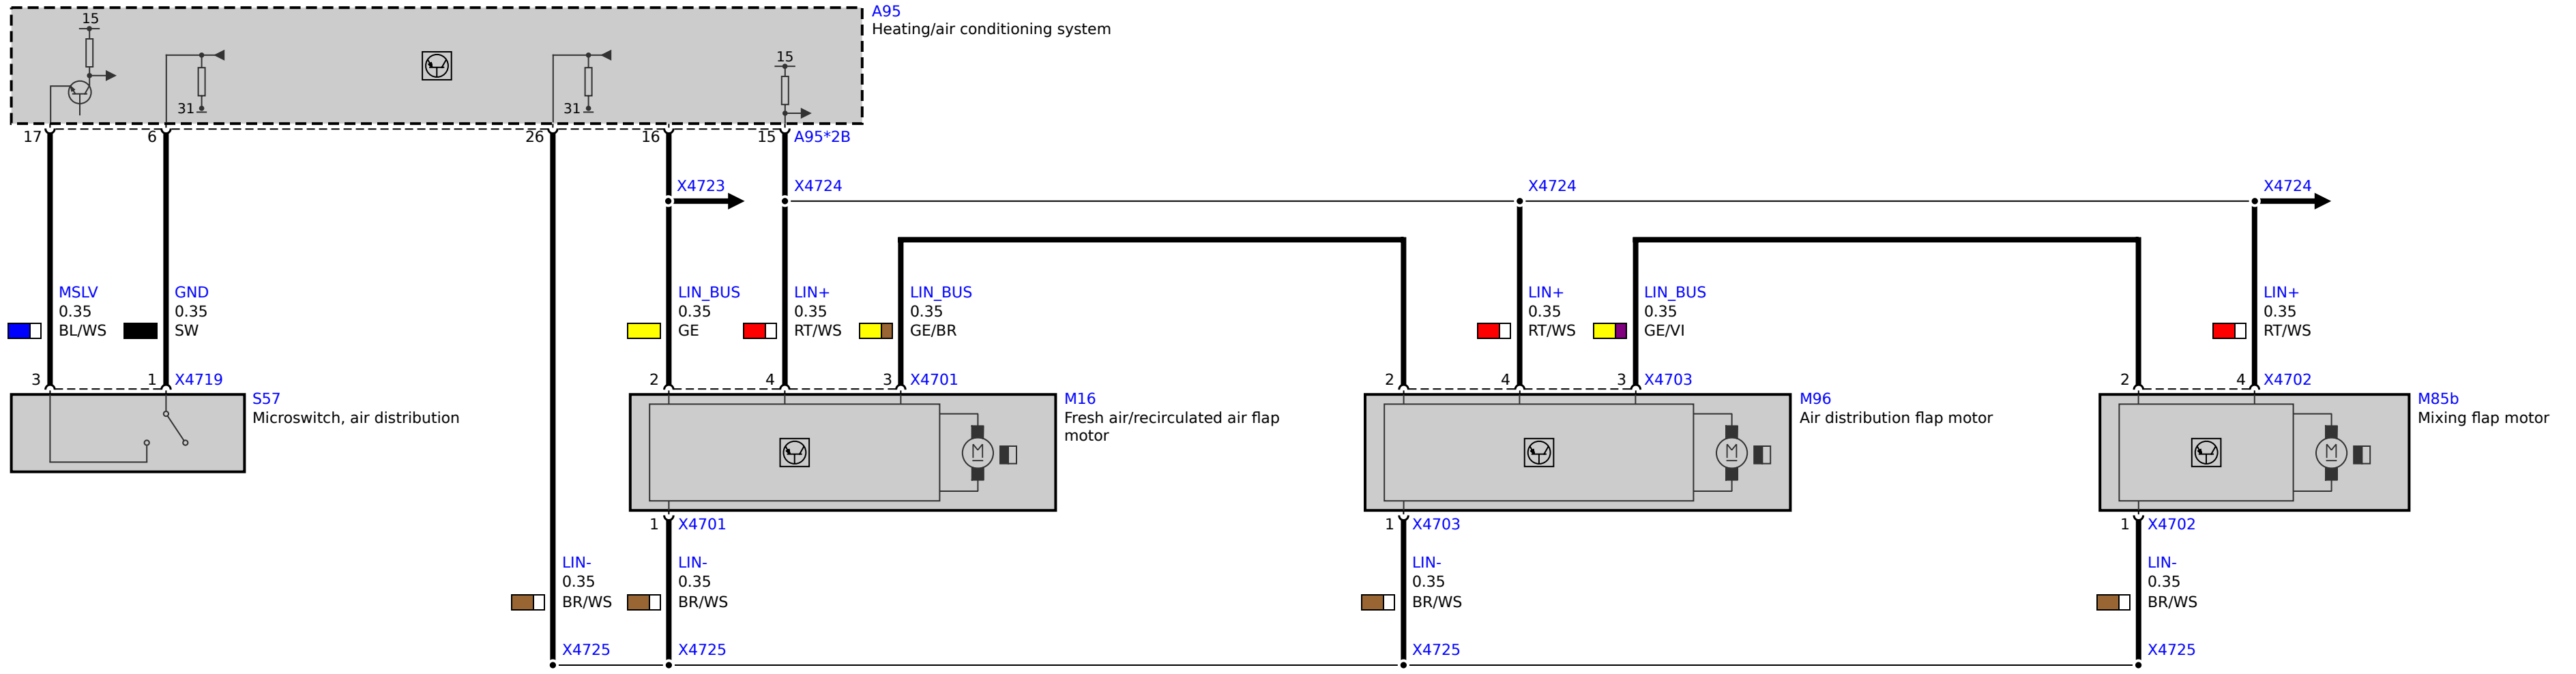 15
A95
Heating/air conditioning system
15
31
31
17
6
26
16
15
A95*2B
X4723
X4724
X4724
X4724
MSLV
0.35
BL/WS
GND
0.35
SW
LIN_BUS
0.35
GE
LIN+
0.35
RT/WS
LIN_BUS
0.35
GE/BR
LIN+
0.35
RT/WS
LIN_BUS
0.35
GE/VI
LIN+
0.35
RT/WS
3
1
X4719
2
4
3
X4701
2
4
3
X4703
2
4
X4702
S57
Microswitch, air distribution
M16
Fresh air/recirculated air flap
motor
M96
Air distribution flap motor
M85b
Mixing flap motor
M
M
M
1
X4701
1
X4703
1
X4702
LIN-
0.35
BR/WS
LIN-
0.35
BR/WS
LIN-
0.35
BR/WS
LIN-
0.35
BR/WS
X4725
X4725
X4725
X4725